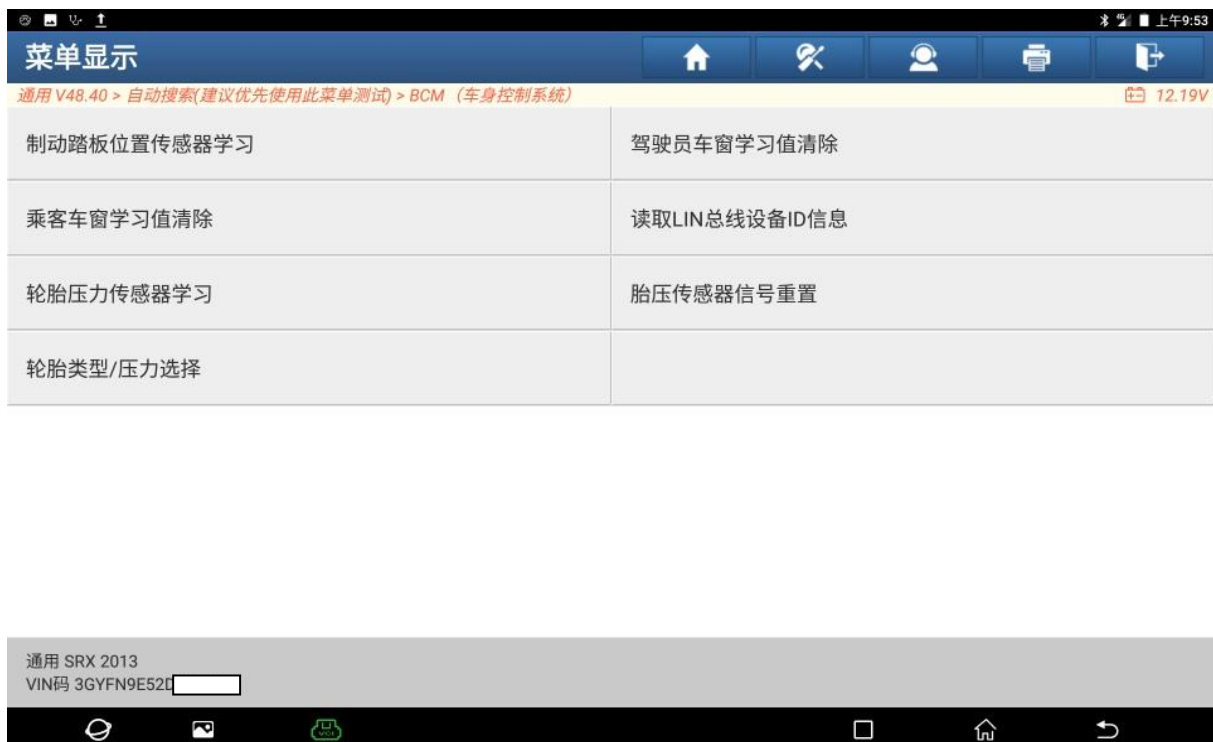 上午9:53
菜单显示
通用 V48.40 > 自动搜索(建议优先使用此菜单测试) > BCM（车身控制系统） 12.19V
制动踏板位置传感器学习 驾驶员车窗学习值清除
乘客车窗学习值清除 读取LIN总线设备ID信息
轮胎压力传感器学习 胎压传感器信号重置
轮胎类型/压力选择
通用 SRX 2013
VIN码 3GYFN9E52D
VCI